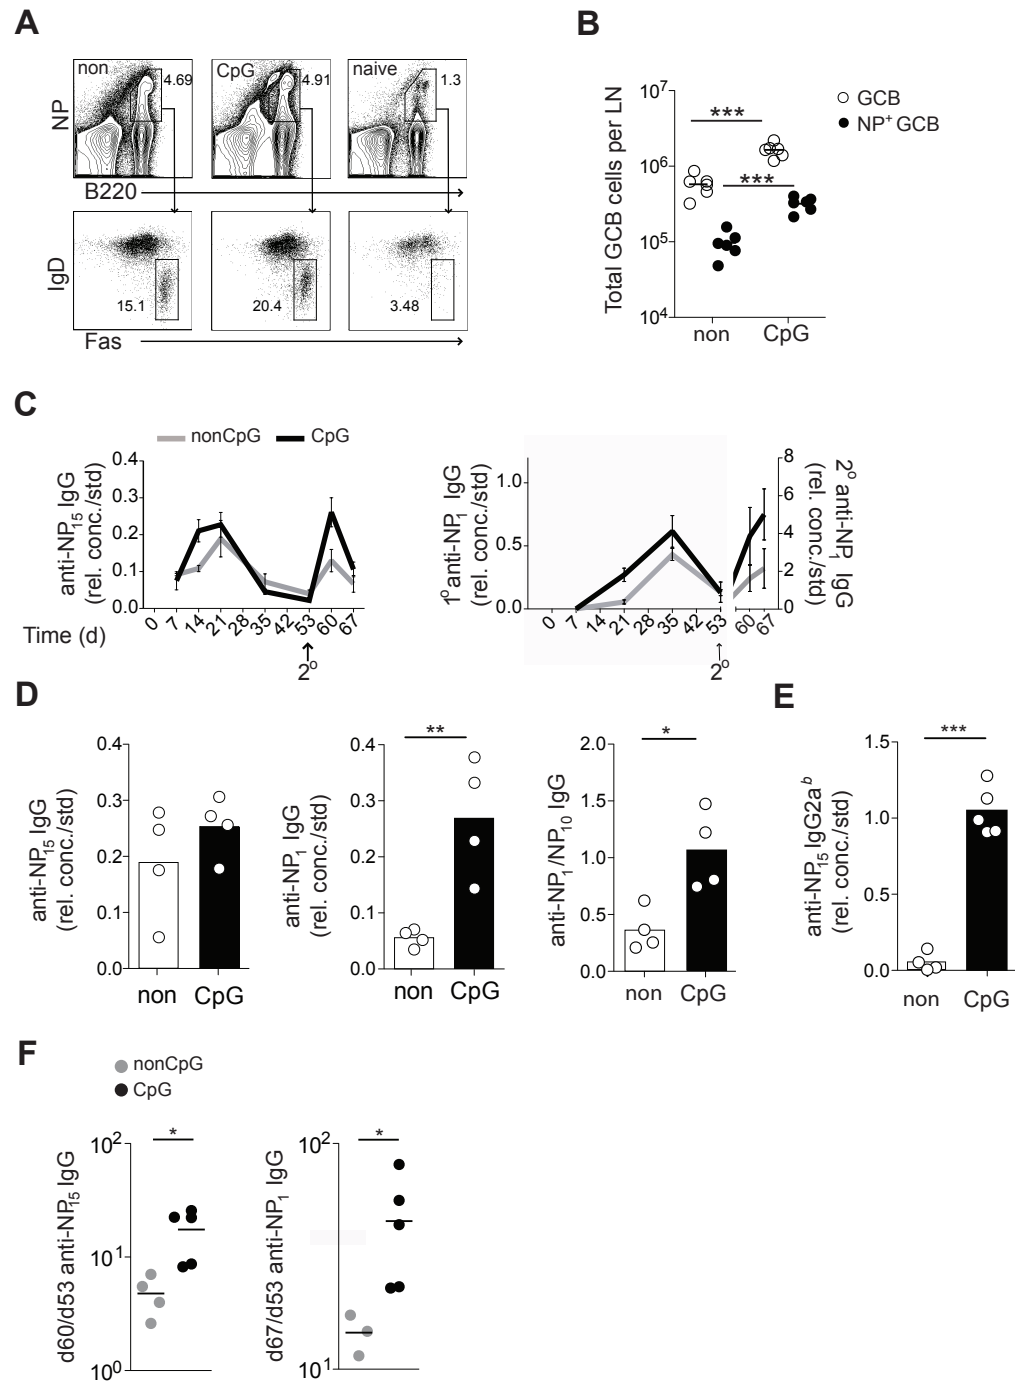 A
non
4.69
CpG
4.91
naive
1.3
NP
B220
IgD
15.1
20.4
3.48
Fas
B
Total GCB cells per LN
10⁷
10⁶
10⁵
10⁴
***
***
non
CpG
GCB
NP⁺ GCB
C
nonCpG
CpG
anti-NP₁₅ IgG
(rel. conc./std)
0.4
0.3
0.2
0.1
0.0
0 7 14 21 28 35 42 53 60 67
Time (d)
2º
1º anti-NP₁ IgG
(rel. conc./std)
1.0
0.5
0.0
0 7 14 21 28 35 42 53 60 67
2º
8
6
4
2
0
2º anti-NP₁ IgG
(rel. conc./std)
D
anti-NP₁₅ IgG
(rel. conc./std)
0.4
0.3
0.2
0.1
0.0
non
CpG
anti-NP₁ IgG
(rel. conc./std)
0.4
0.3
0.2
0.1
0.0
**
non
CpG
anti-NP₁/NP₁₀ IgG
2.0
1.5
1.0
0.5
0.0
*
non
CpG
E
anti-NP₁₅ IgG2aᵇ
(rel. conc./std)
1.5
1.0
0.5
0.0
***
non
CpG
F
nonCpG
CpG
d60/d53 anti-NP₁₅ IgG
10²
10¹
10⁰
*
d67/d53 anti-NP₁ IgG
10²
10¹
*